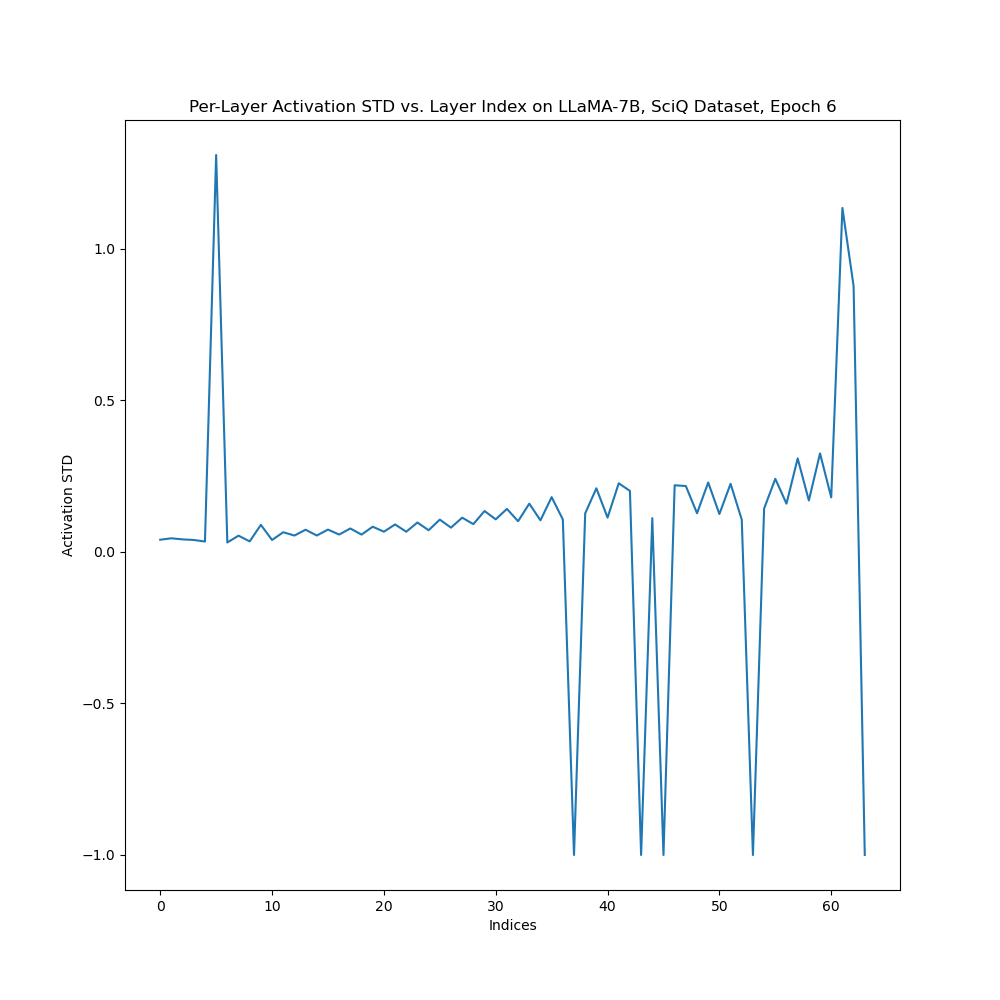 Per-Layer Activation STD vs. Layer Index on LLaMA-7B, SciQ Dataset, Epoch 6
1.0
0.5
0.0
−0.5
−1.0
Activation STD
0 10 20 30 40 50 60
Indices